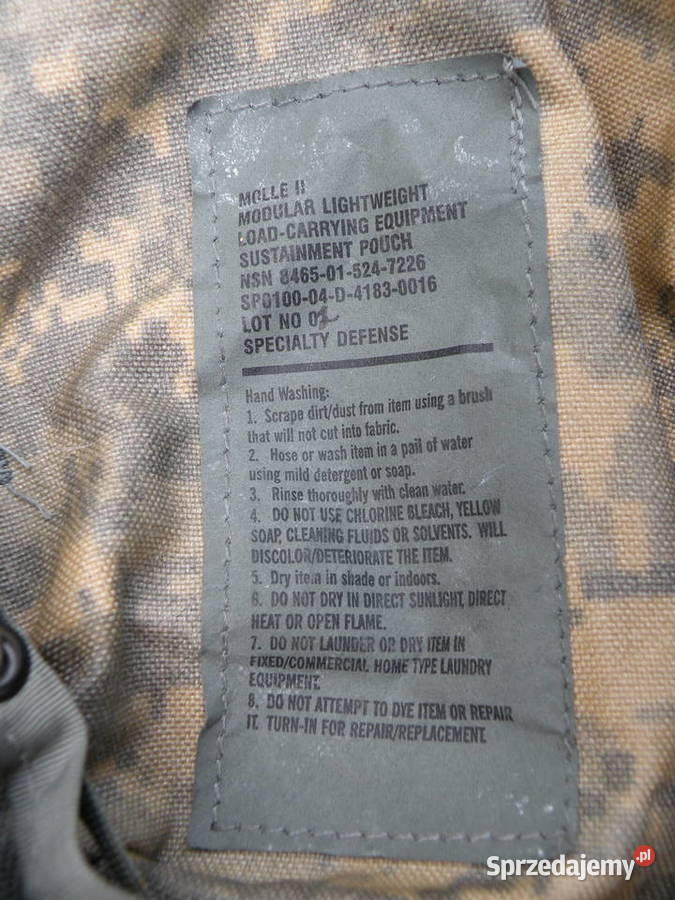 MOLLE II
MODULAR LIGHTWEIGHT
LOAD-CARRYING EQUIPMENT
SUSTAINMENT POUCH
NSN 8465-01-524-7226
SP0100-04-D-4183-0016
LOT NO
SPECIALTY DEFENSE
Hand Washing:
1. Scrape dirt/dust from item using a brush
that will not cut into fabric.
2. Hose or wash item in a pail of water
using mild detergent or soap.
3. Rinse thoroughly with clean water.
4. DO NOT USE CHLORINE BLEACH, YELLOW
SOAP, CLEANING FLUIDS OR SOLVENTS. WILL
DISCOLOR/DETERIORATE THE ITEM.
5. Dry item in shade or indoors.
6. DO NOT DRY IN DIRECT SUNLIGHT, DIRECT
HEAT OR OPEN FLAME.
7. DO NOT LAUNDER OR DRY ITEM IN
FIXED/COMMERCIAL HOME TYPE LAUNDRY
EQUIPMENT.
8. DO NOT ATTEMPT TO DYE ITEM OR REPAIR
IT. TURN-IN FOR REPAIR/REPLACEMENT.
Sprzedajemy.pl